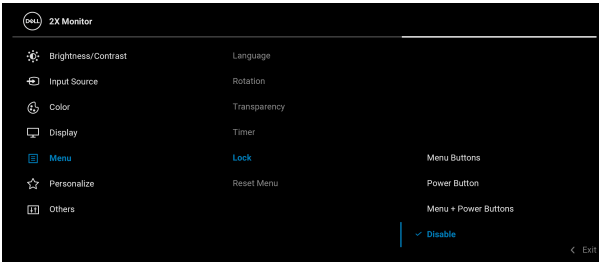 DELL 2X Monitor
Brightness/Contrast Language
Input Source Rotation
Color Transparency
Display Timer
Menu Lock Menu Buttons
Personalize Reset Menu Power Button
Others Menu + Power Buttons
Disable
Exit